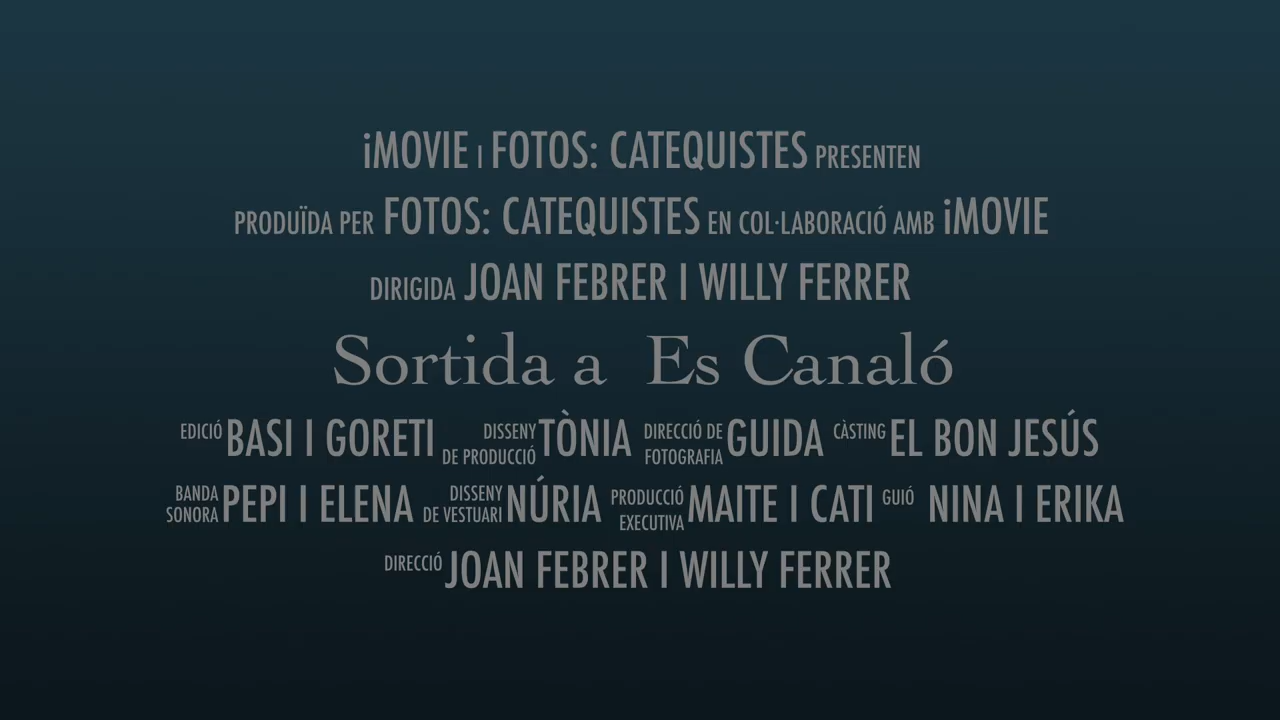 iMOVIE I FOTOS: CATEQUISTES PRESENTEN
PRODUÏDA PER FOTOS: CATEQUISTES EN COL·LABORACIÓ AMB iMOVIE
DIRIGIDA JOAN FEBRER I WILLY FERRER
Sortida a Es Canaló
EDICIÓ BASI I GORETI DISSENY DE PRODUCCIÓ TÒNIA DIRECCIÓ DE FOTOGRAFIA GUIDA CÀSTING EL BON JESÚS
BANDA SONORA PEPI I ELENA DISSENY DE VESTUARI NÚRIA PRODUCCIÓ EXECUTIVA MAITE I CATI GUIÓ NINA I ERIKA
DIRECCIÓ JOAN FEBRER I WILLY FERRER